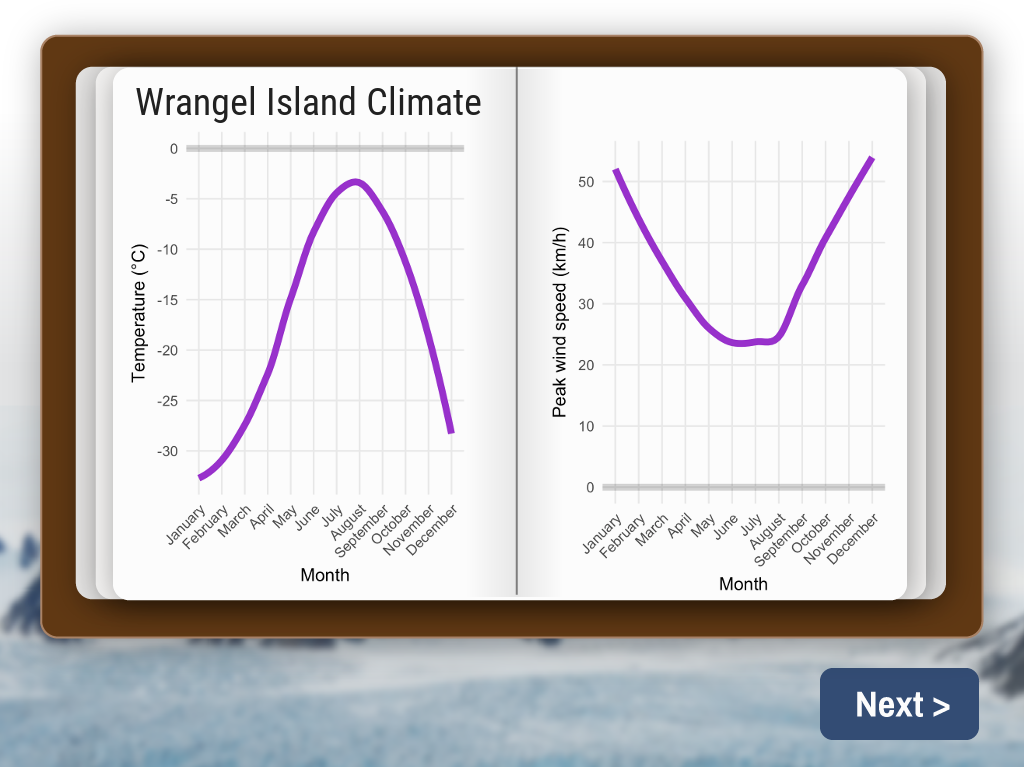 Wrangel Island Climate
0
-5
-10
-15
-20
-25
-30
Temperature (°C)
January
February
March
April
May
June
July
August
September
October
November
December
Month
50
40
30
20
10
0
Peak wind speed (km/h)
January
February
March
April
May
June
July
August
September
October
November
December
Month
Next >